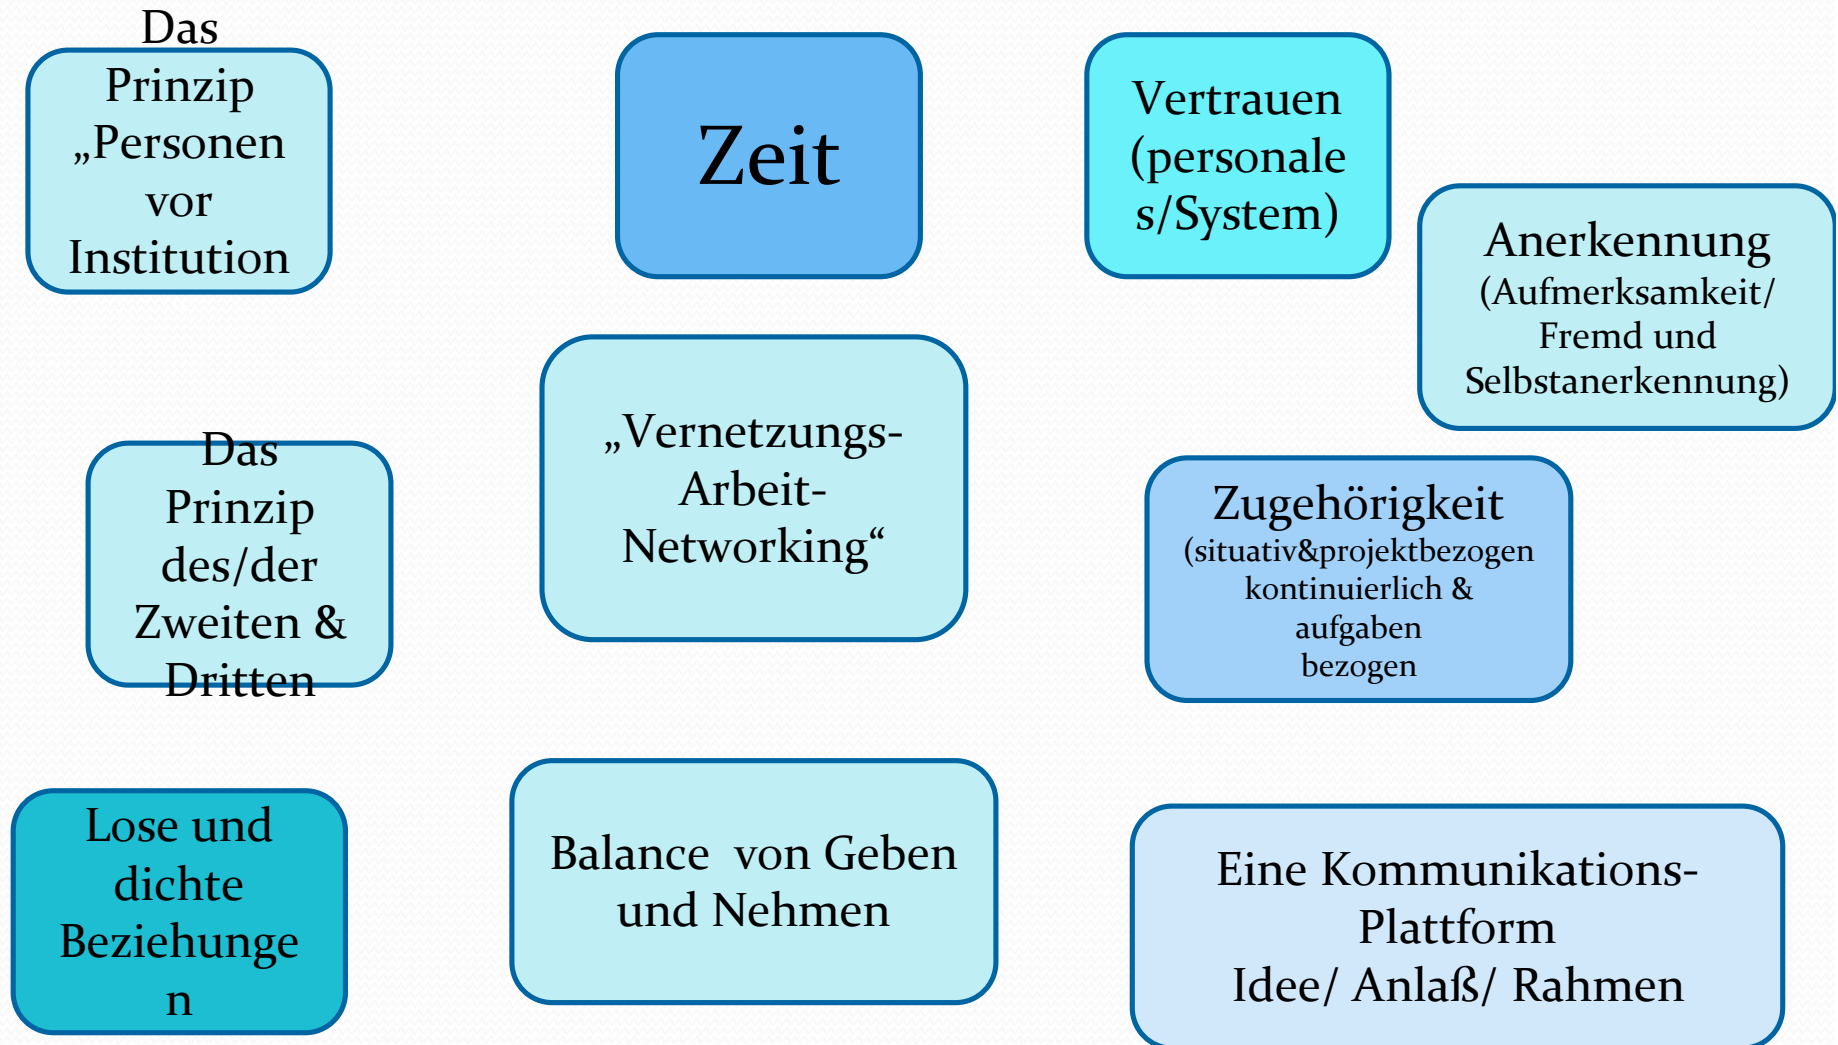 Das
Prinzip
„Personen
vor
Institution
Zeit
Vertrauen
(personale
s/System)
Anerkennung
(Aufmerksamkeit/
Fremd und
Selbstanerkennung)
„Vernetzungs-
Arbeit-
Networking“
Das
Prinzip
des/der
Zweiten &
Dritten
Zugehörigkeit
(situativ&projektbezogen
kontinuierlich &
aufgaben
bezogen
Lose und
dichte
Beziehunge
n
Balance  von Geben
und Nehmen
Eine Kommunikations-
Plattform
Idee/ Anlaß/ Rahmen